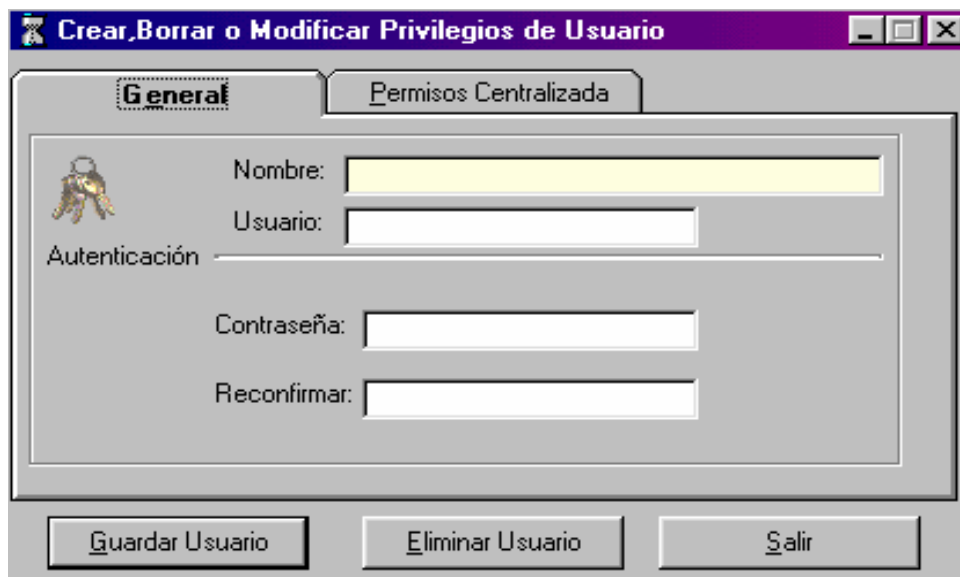 Crear,Borrar o Modificar Privilegios de Usuario
General
Permisos Centralizada
Nombre:
Usuario:
Autenticación
Contraseña:
Reconfirmar:
Guardar Usuario
Eliminar Usuario
Salir